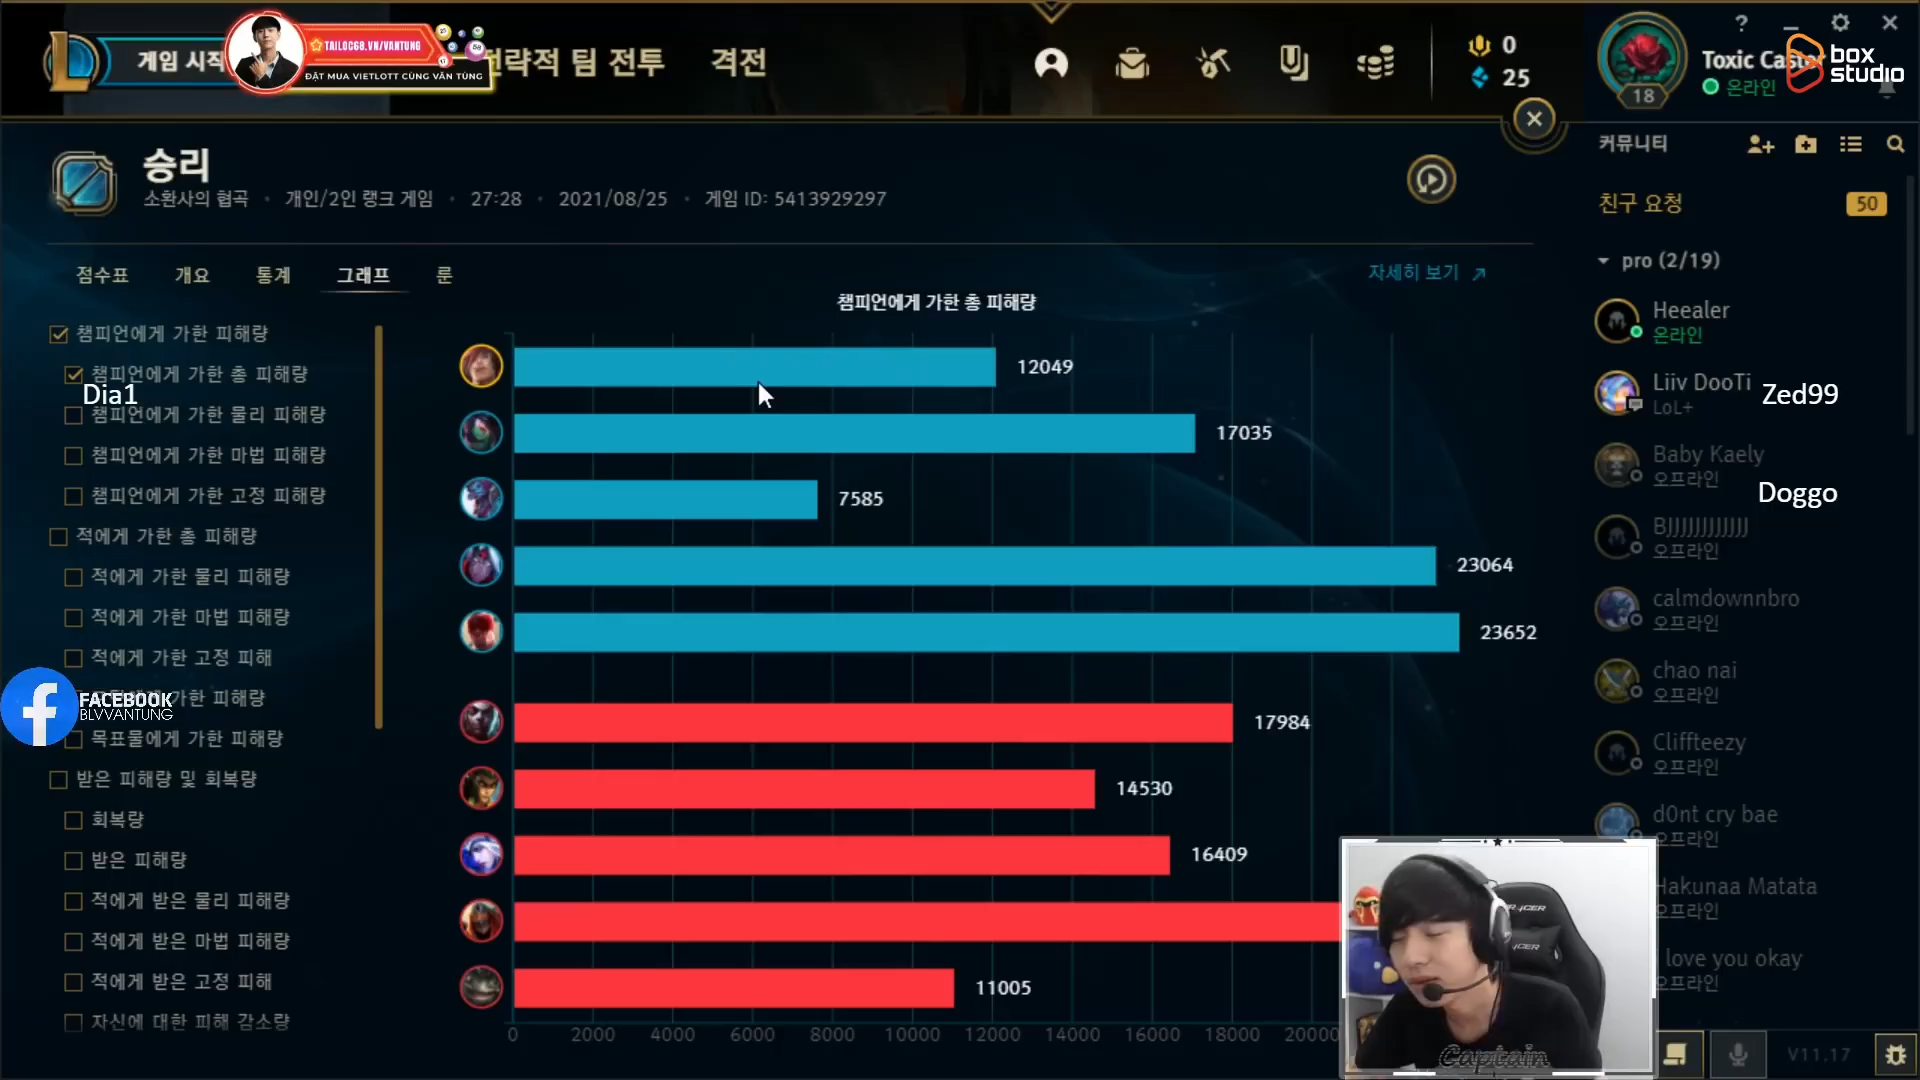 게임 시작
TAILOC68.VN/VANTUNG
ĐẶT MUA VIETLOTT CÙNG VĂN TÙNG
전략적 팀 전투
격전
0
25
18
Toxic Caster
온라인
box
studio
승리
소환사의 협곡 • 개인/2인 랭크 게임 • 27:28 • 2021/08/25 • 게임 ID: 5413929297
커뮤니티
친구 요청
50
점수표
개요
통계
그래프
룬
자세히 보기
pro (2/19)
챔피언에게 가한 총 피해량
챔피언에게 가한 피해량
챔피언에게 가한 총 피해량
Dia1
챔피언에게 가한 물리 피해량
챔피언에게 가한 마법 피해량
챔피언에게 가한 고정 피해량
적에게 가한 총 피해량
적에게 가한 물리 피해량
적에게 가한 마법 피해량
적에게 가한 고정 피해
가한 피해량
FACEBOOK
BLVVANTUNG
목표물에게 가한 피해량
받은 피해량 및 회복량
회복량
받은 피해량
적에게 받은 물리 피해량
적에게 받은 마법 피해량
적에게 받은 고정 피해
자신에 대한 피해 감소량
12049
17035
7585
23064
23652
17984
14530
16409
11005
0 2000 4000 6000 8000 10000 12000 14000 16000 18000 20000
Heealer
온라인
Liiv DooTi
LoL+
Zed99
Baby Kaely
오프라인
Doggo
오프라인
calmdownnbro
오프라인
chao nai
오프라인
Cliffteezy
오프라인
d0nt cry bae
오프라인
Hakunaa Matata
오프라인
love you okay
오프라인
Captain
V11.17